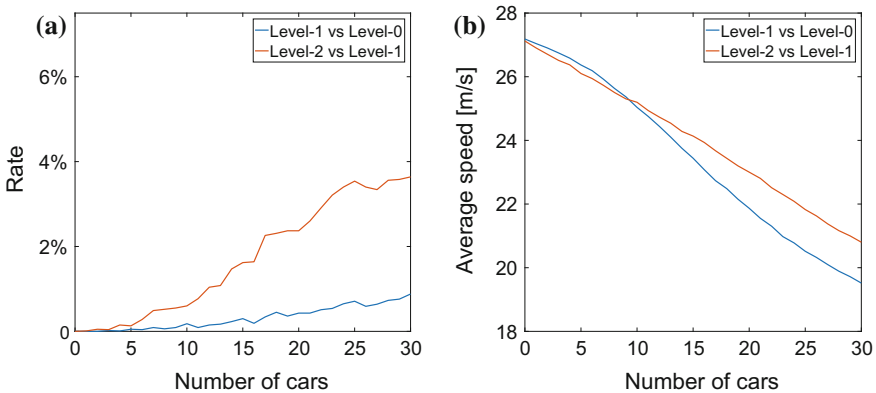 (a)
Level-1 vs Level-0
Level-2 vs Level-1
6%
4%
2%
0
Rate
0 5 10 15 20 25 30
Number of cars
(b)
Level-1 vs Level-0
Level-2 vs Level-1
28
26
24
22
20
18
Average speed [m/s]
0 5 10 15 20 25 30
Number of cars